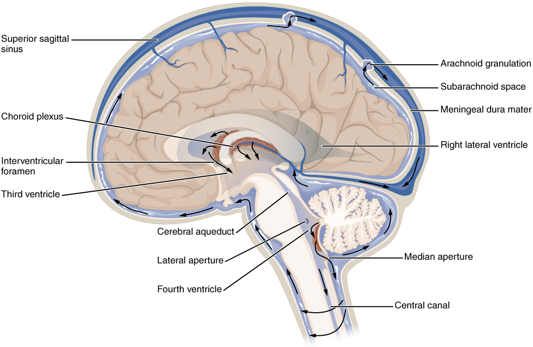 Superior sagittal
sinus
Choroid plexus
Interventricular
foramen
Third ventricle
Cerebral aqueduct
Lateral aperture
Fourth ventricle
Arachnoid granulation
Subarachnoid space
Meningeal dura mater
Right lateral ventricle
Median aperture
Central canal